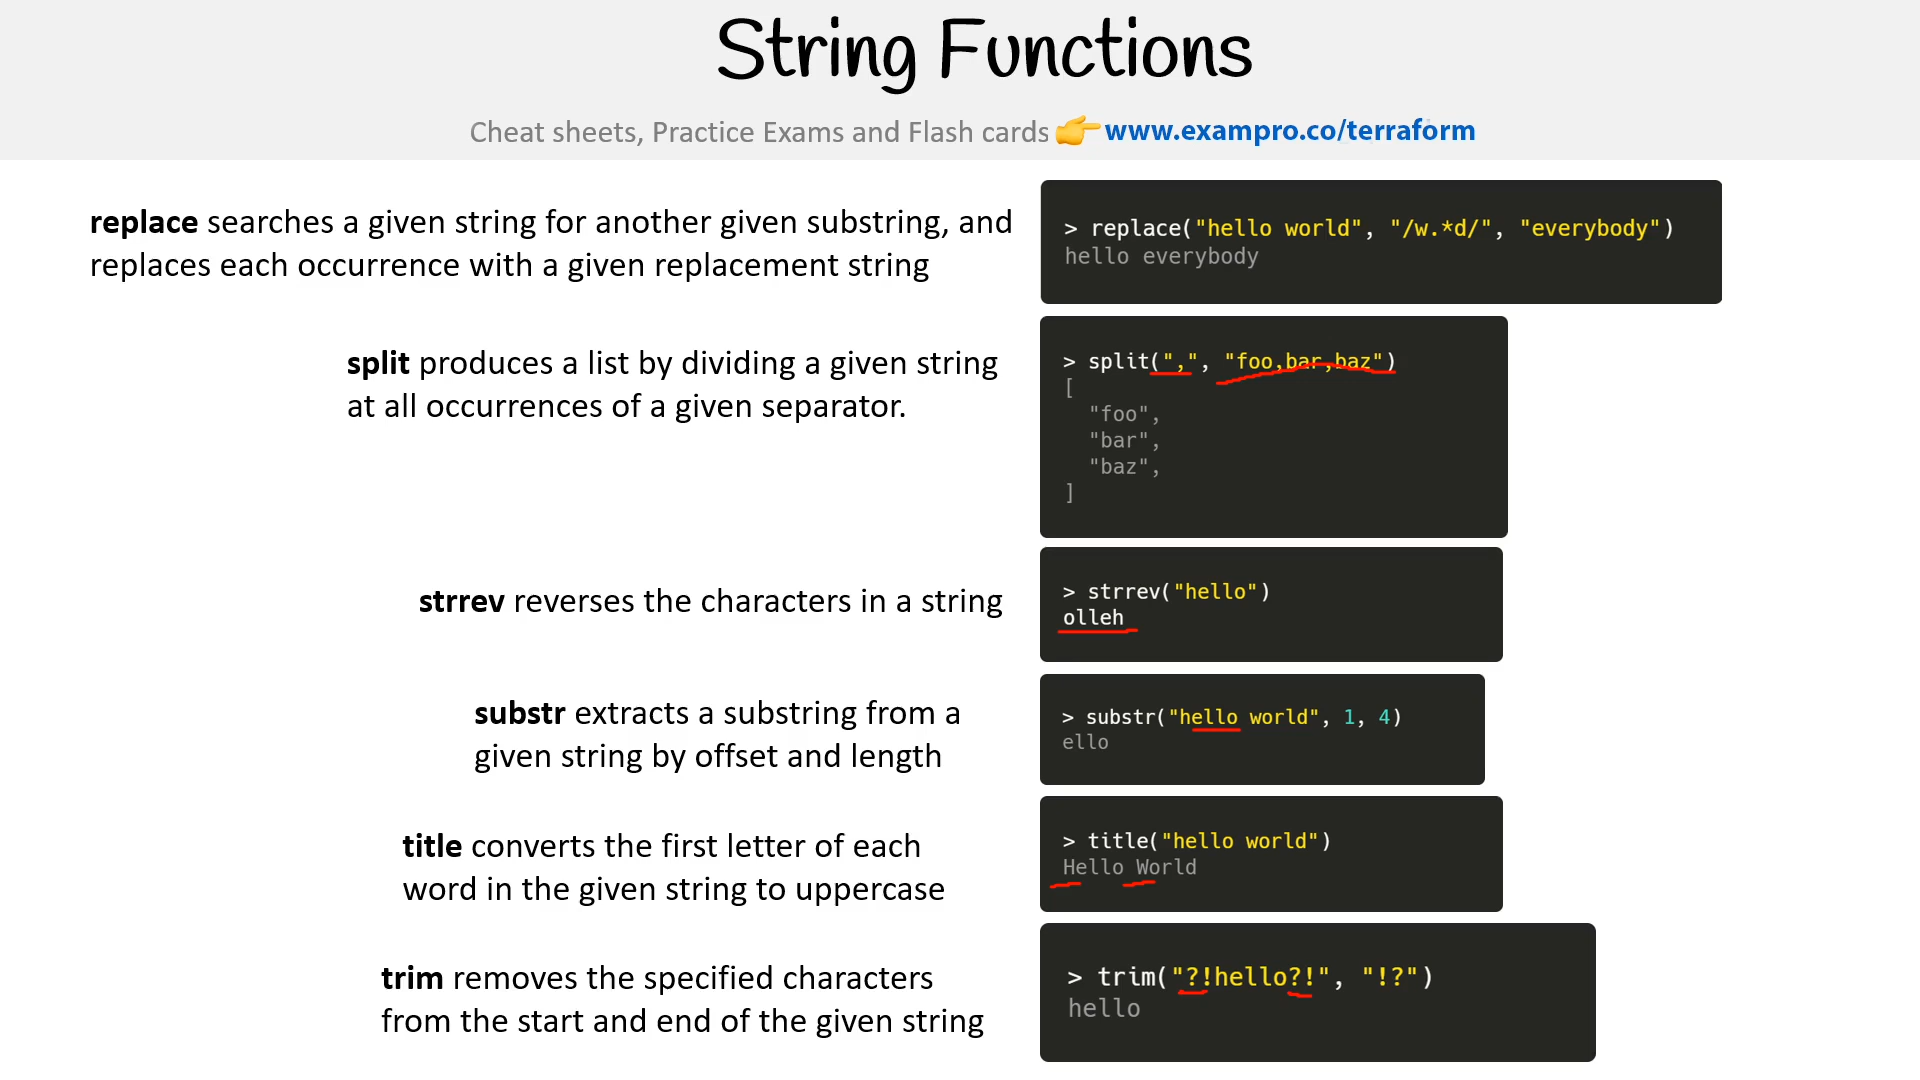 String Functions
Cheat sheets, Practice Exams and Flash cards 👉 www.exampro.co/terraform
replace searches a given string for another given substring, and
replaces each occurrence with a given replacement string
> replace("hello world", "/w.*d/", "everybody")
hello everybody
split produces a list by dividing a given string
at all occurrences of a given separator.
> split(",", "foo,bar,baz")
[
  "foo",
  "bar",
  "baz",
]
strrev reverses the characters in a string
> strrev("hello")
olleh
substr extracts a substring from a
given string by offset and length
> substr("hello world", 1, 4)
ello
title converts the first letter of each
word in the given string to uppercase
> title("hello world")
Hello World
trim removes the specified characters
from the start and end of the given string
> trim("?!hello?!", "!?")
hello